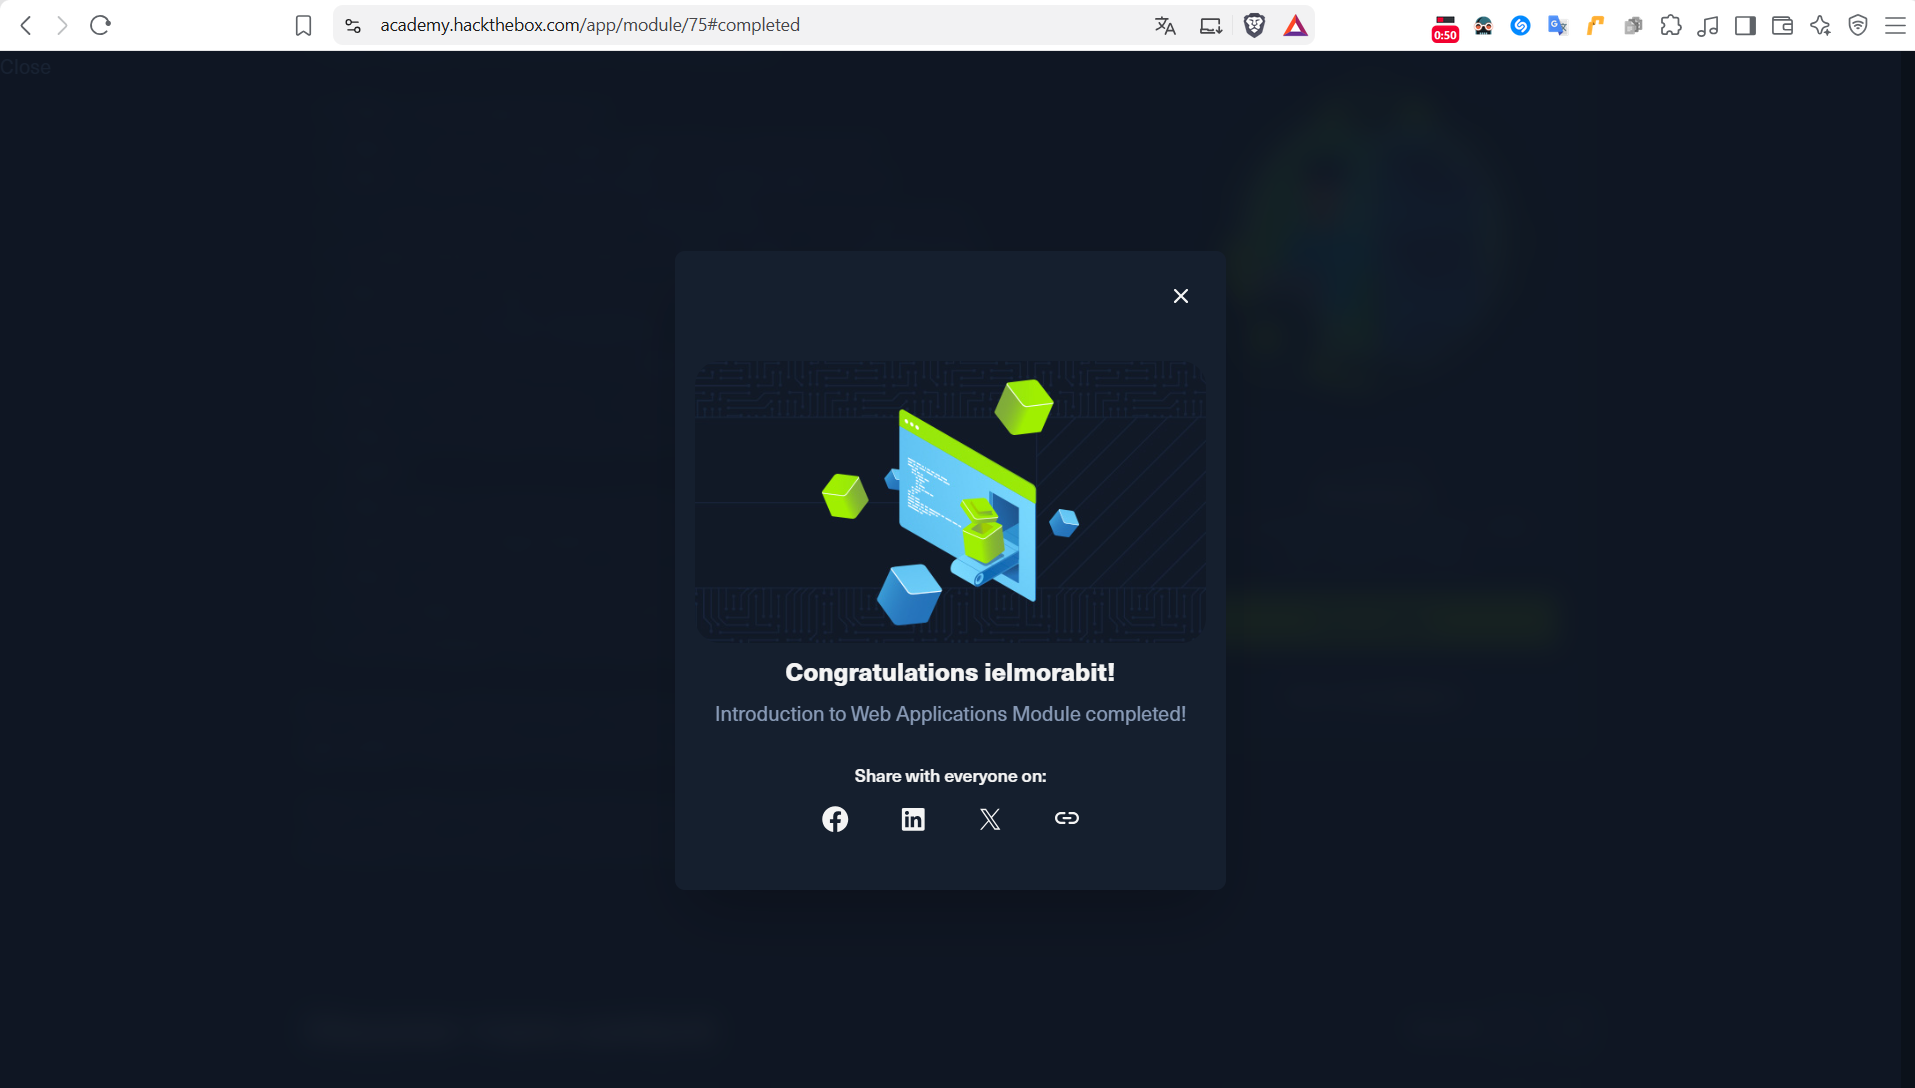 academy.hackthebox.com/app/module/75#completed
0:50
Close
Congratulations ielmorabit!
Introduction to Web Applications Module completed!
Share with everyone on: